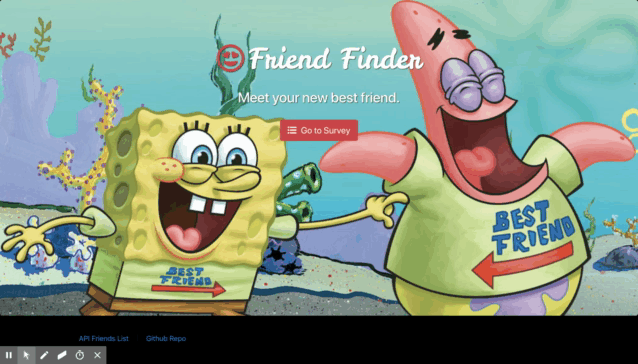 Friend Finder
Meet your new best friend.
Go to Survey
BEST
FRIEND
BEST
FRIEND
API Friends List
Github Repo